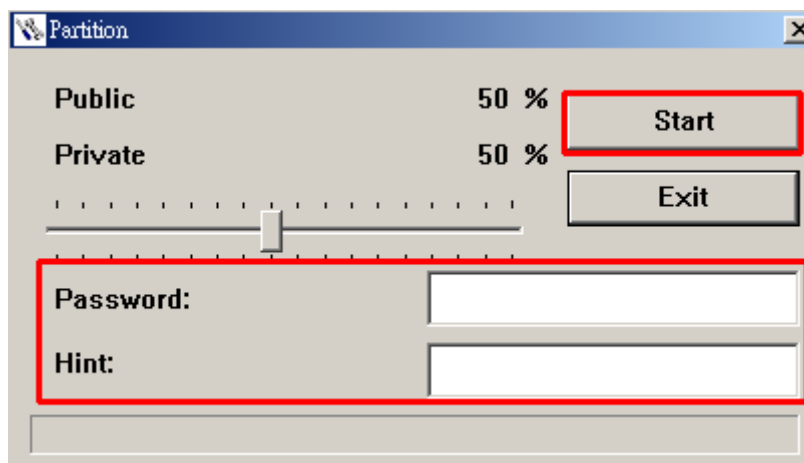 Partition
Public 50 %
Start
Private 50 %
Exit
Password:
Hint: